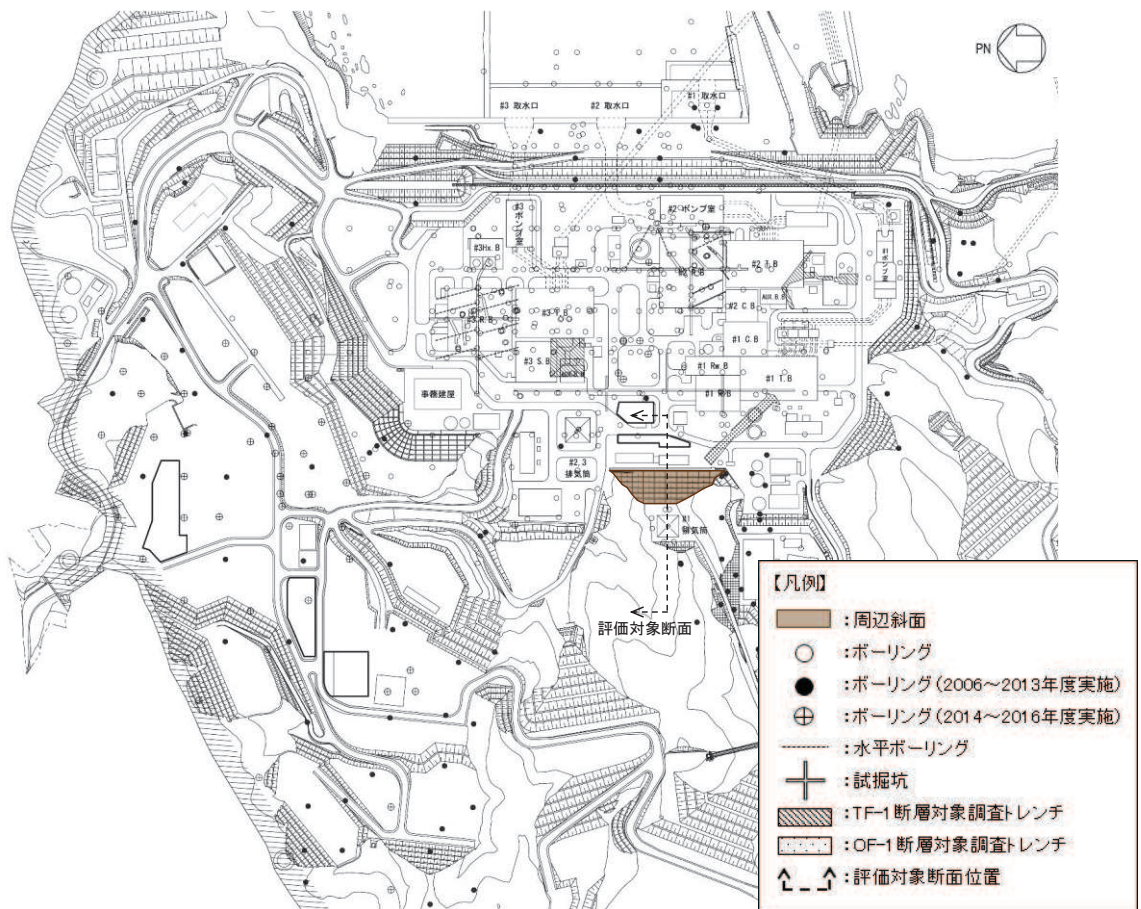 PN
#3 取水口
#2 取水口
#1 取水口
#3 ポンプ室
#2 ポンプ室
#1 ポンプ室
#3Hx.B
#2 T.B
#3 R.B
#3 T.B
#2 C.B
#1 C.B
#3 S.B
#1 Rw.B
#1 T.B
#1 R.B
事務建屋
#2,3
排気筒
#1
排気筒
評価対象断面
【凡例】
:周辺斜面
:ボーリング
:ボーリング(2006～2013年度実施)
:ボーリング(2014～2016年度実施)
:水平ボーリング
:試掘坑
:TF-1断層対象調査トレンチ
:OF-1断層対象調査トレンチ
:評価対象断面位置